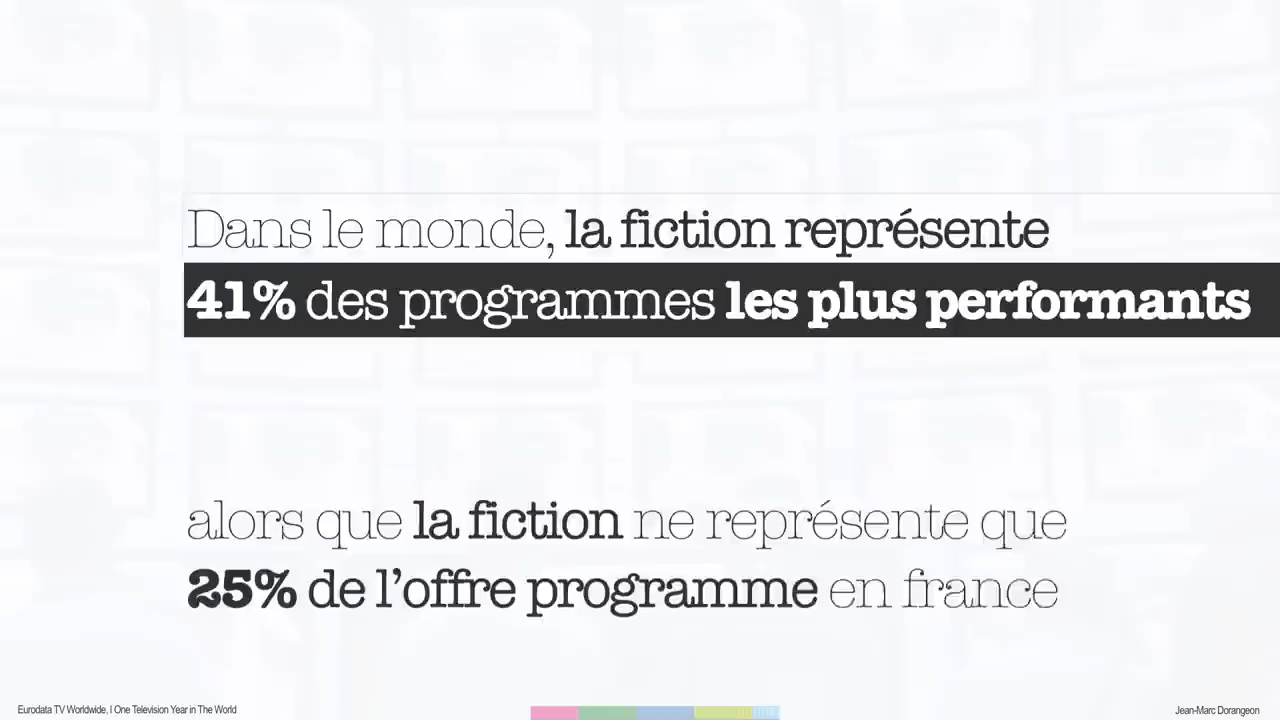 Dans le monde, la fiction représente
41% des programmes les plus performants
alors que la fiction ne représente que
25% de l'offre programme en france
Eurodata TV Worldwide, I One Television Year in The World
Jean-Marc Dorangeon